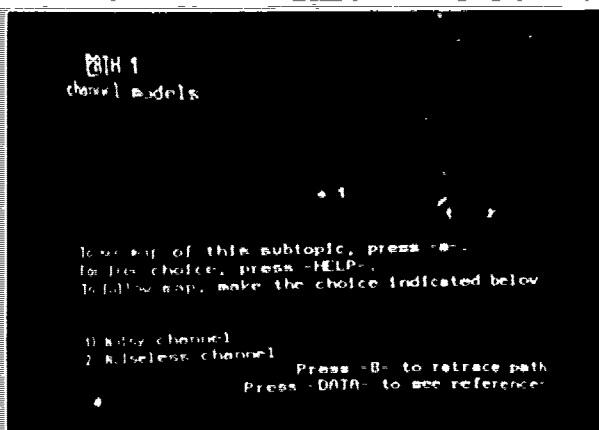 PATH 1
channel models
1
To see map of this subtopic, press -m-.
For free choice, press -HELP-.
To follow map, make the choice indicated below
1) Noisy channel
2 Noiseless channel
Press -B- to retrace path
Press -DATA- to see reference-